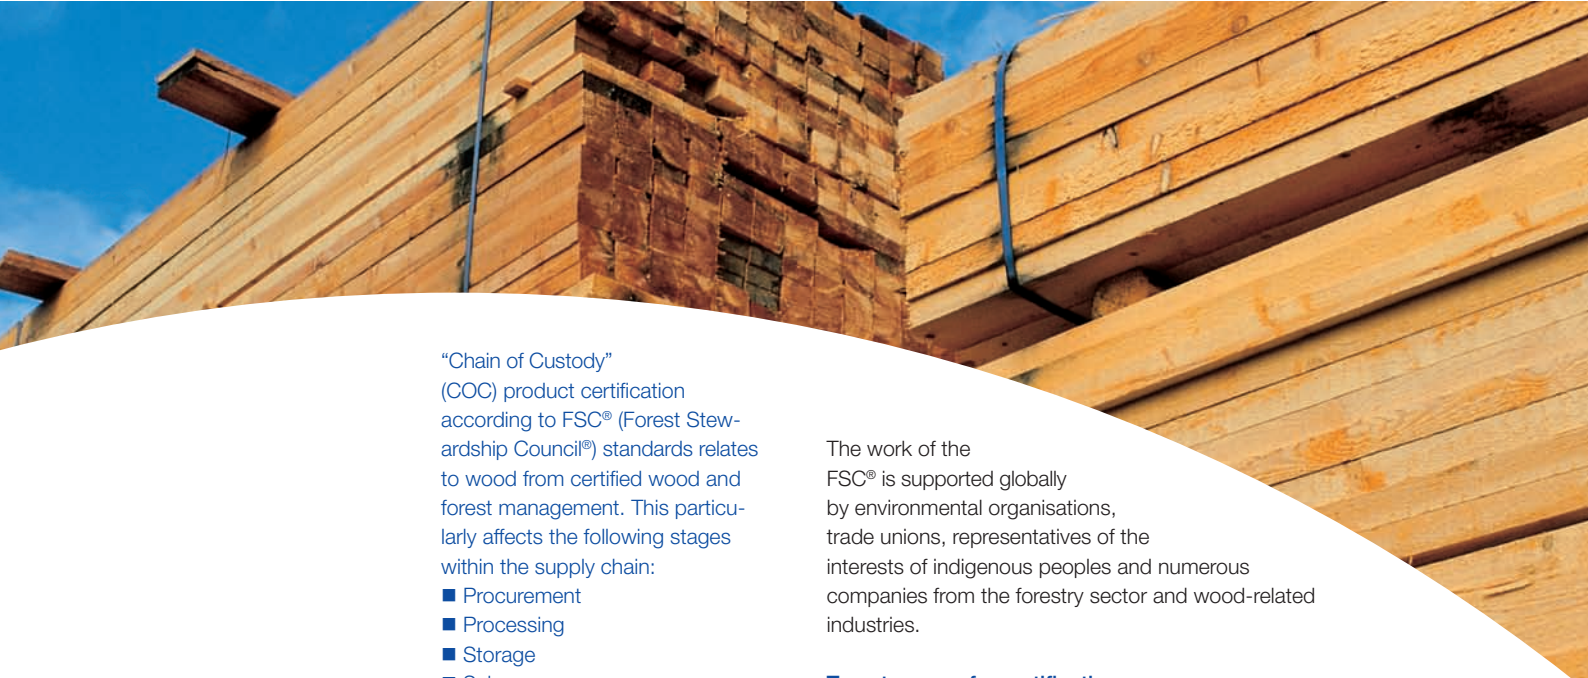 “Chain of Custody”
(COC) product certification
according to FSC® (Forest Stew-
ardship Council®) standards relates
to wood from certified wood and
forest management. This particu-
larly affects the following stages
within the supply chain:
■ Procurement
■ Processing
■ Storage
The work of the
FSC® is supported globally
by environmental organisations,
trade unions, representatives of the
interests of indigenous peoples and numerous
companies from the forestry sector and wood-related
industries.